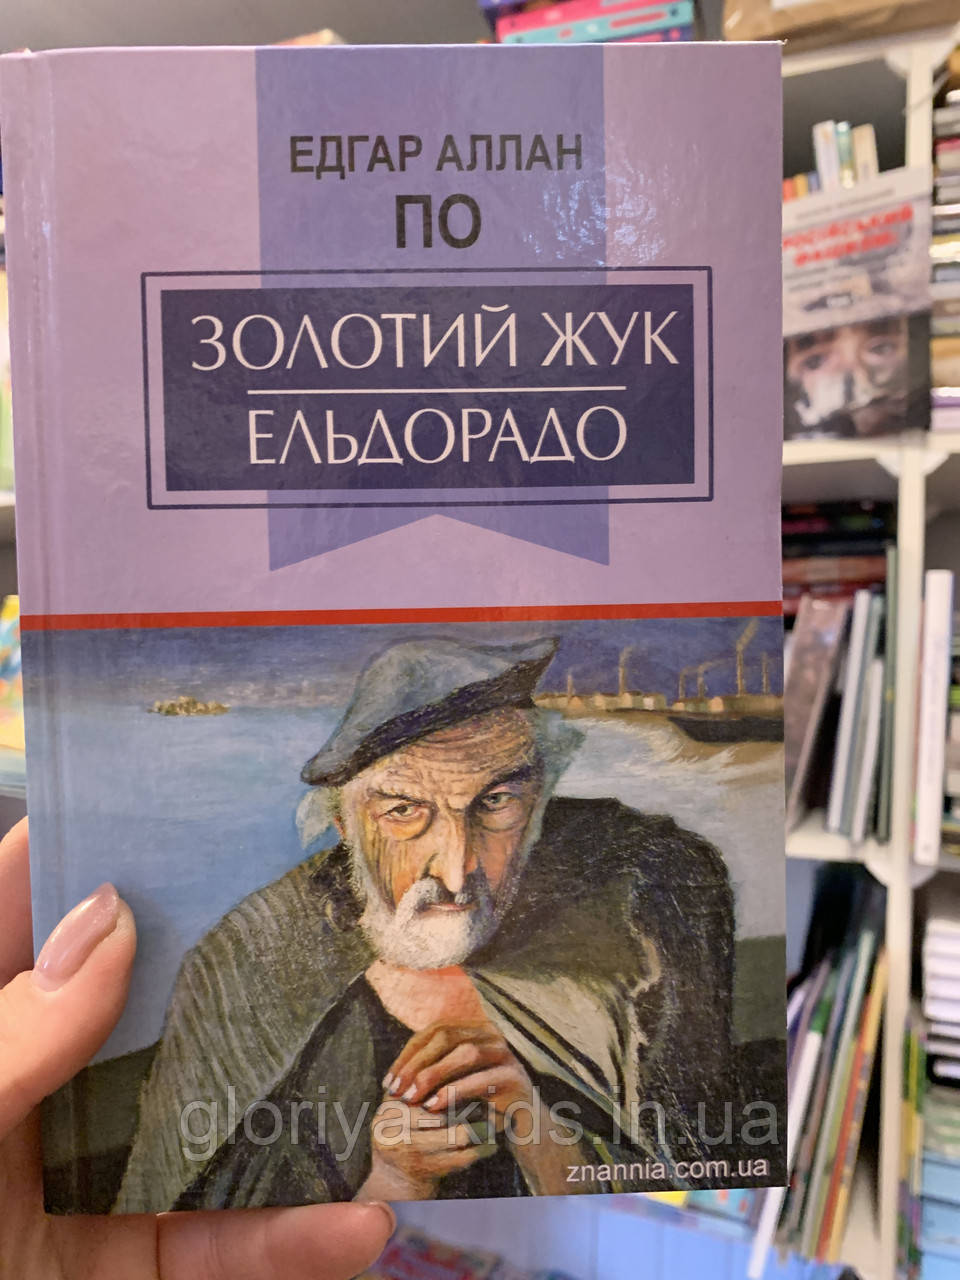 ЕДГАР АЛЛАН
ПО
ЗОЛОТИЙ ЖУК
ЕЛЬДОРАДО
gloriya-kids.in.ua
znannia.com.ua